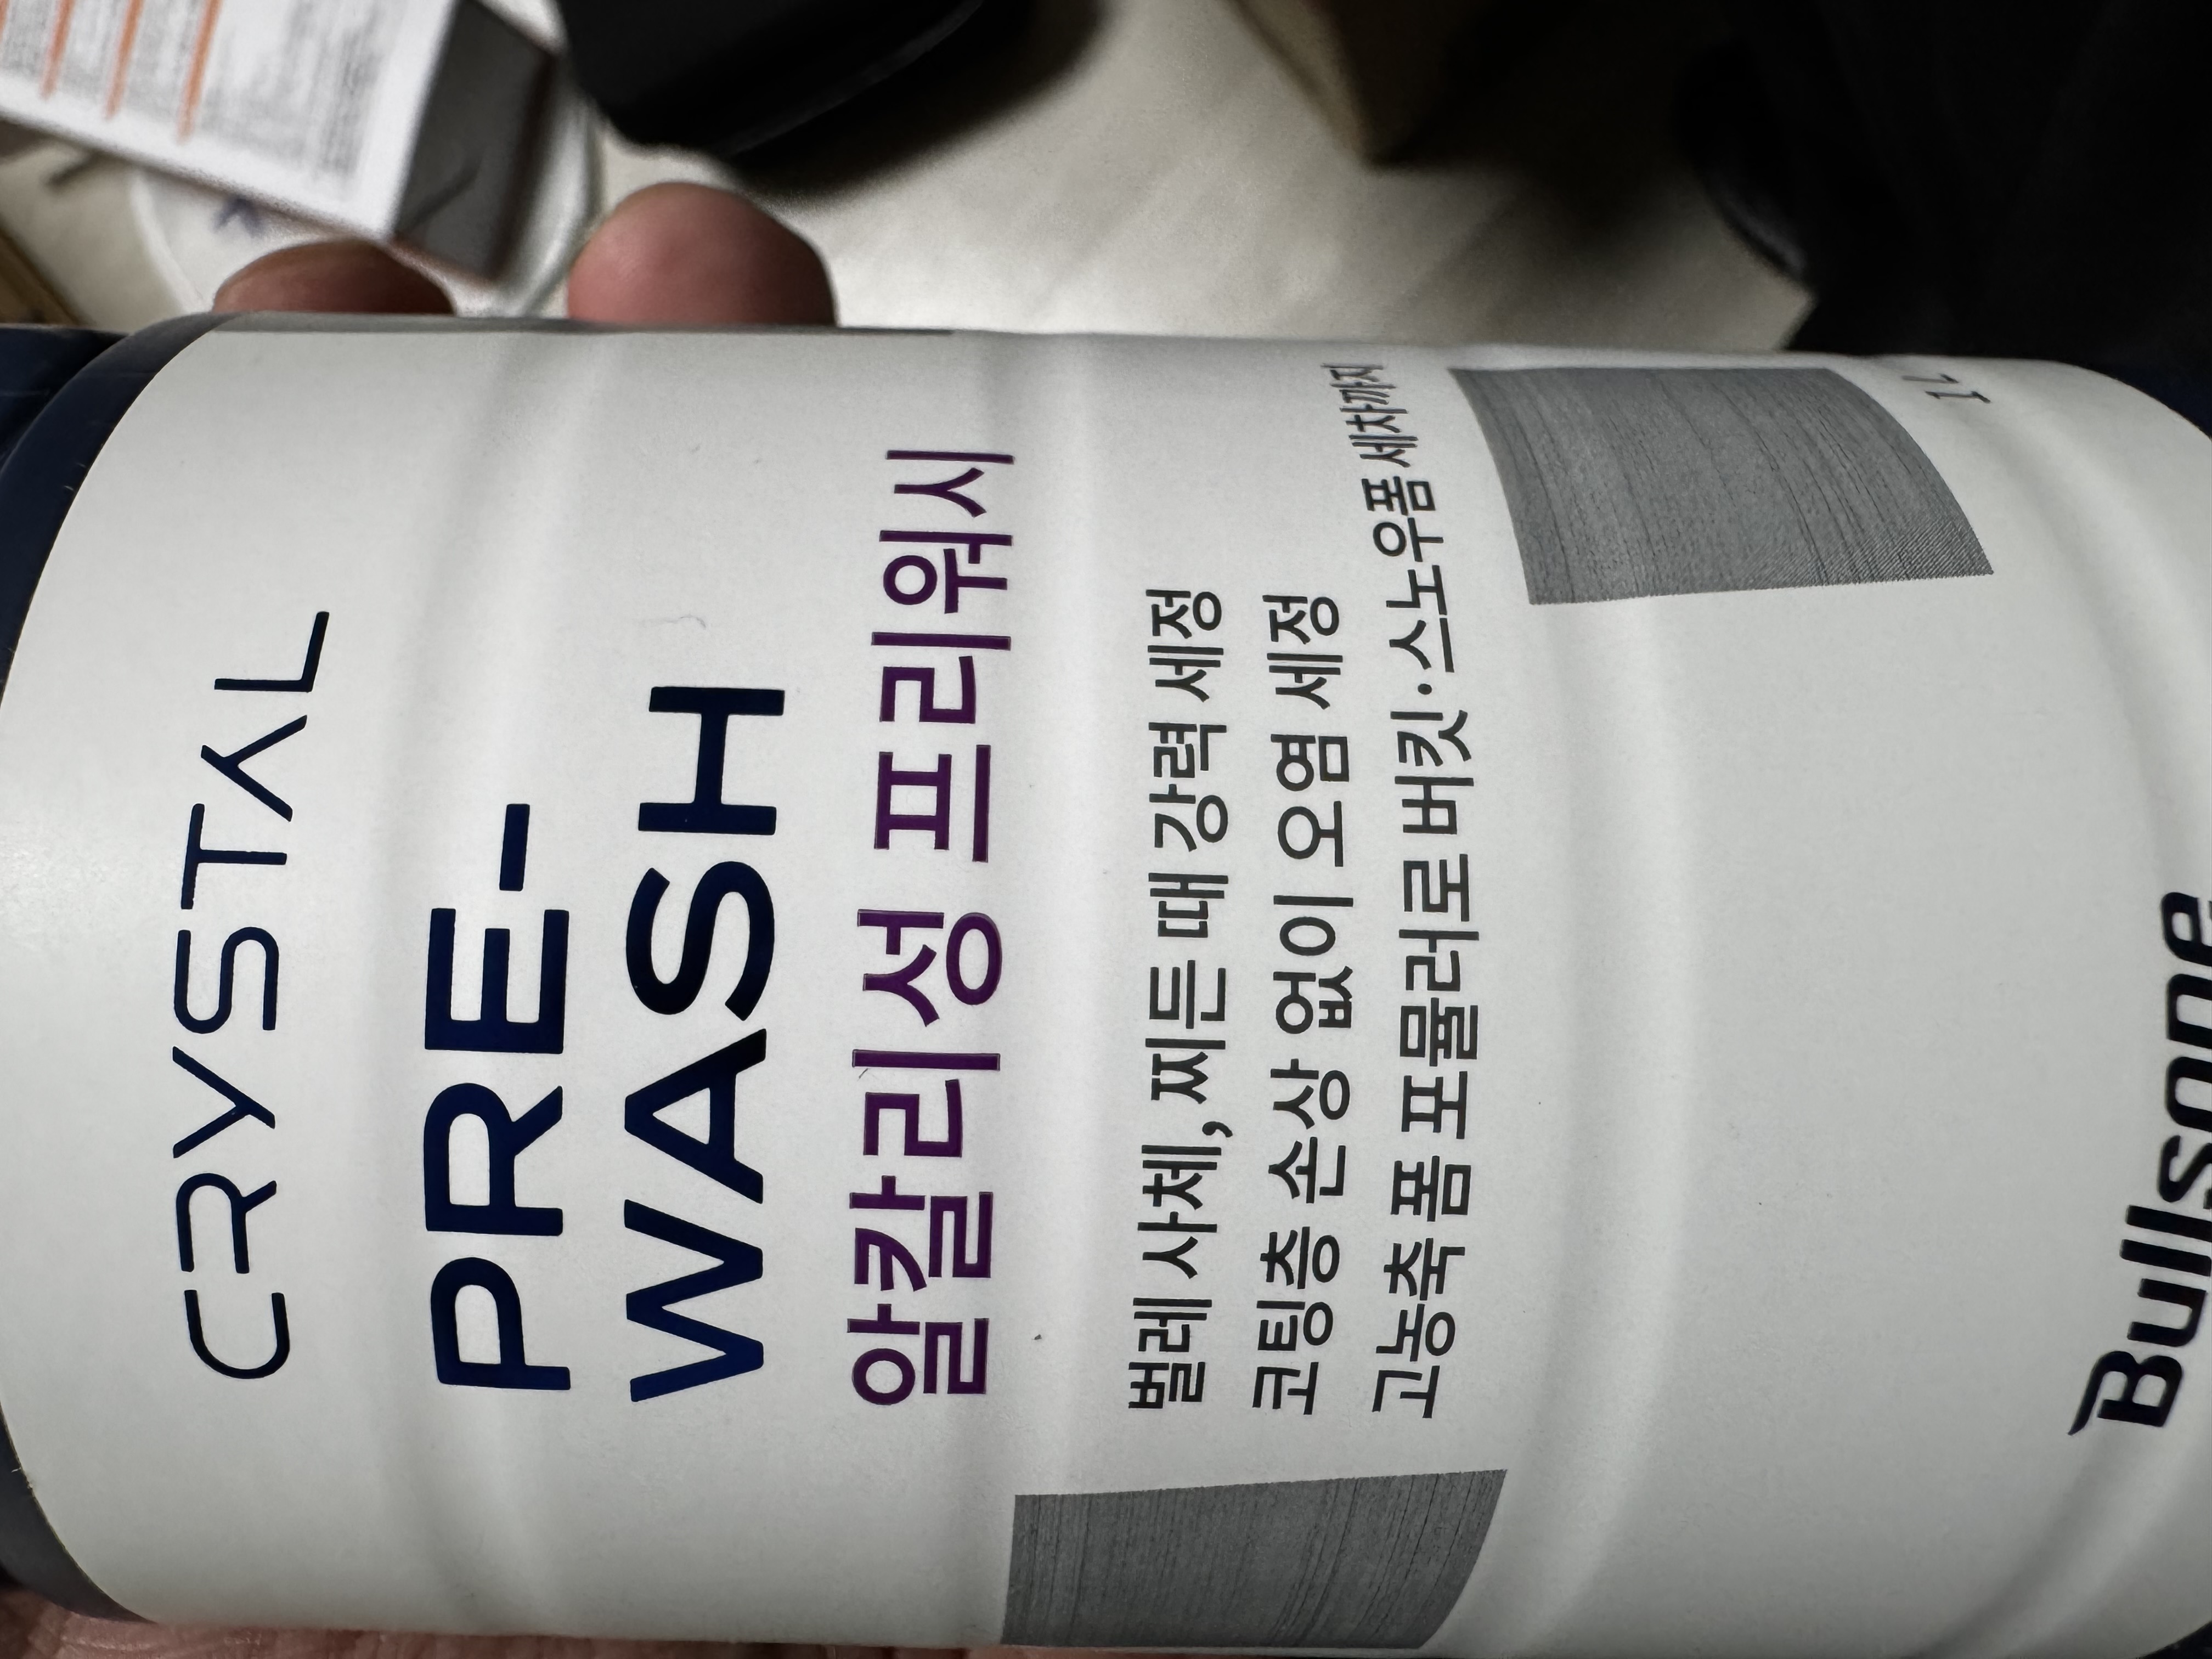 CRYSTAL
PRE-
WASH
알칼리성 프리워시
벌레 사체, 찌든 때 강력 세정
코팅층 손상 없이 오염 세정
고농축 폼 포뮬러로 버킷·스노우폼 세차까지
1L
Bullsone